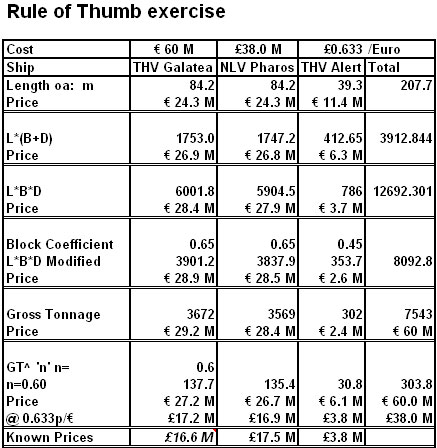 Rule of Thumb exercise
Cost € 60 M £38.0 M £0.633 /Euro
Ship THV Galatea NLV Pharos THV Alert Total
Length oa: m 84.2 84.2 39.3 207.7
Price € 24.3 M € 24.3 M € 11.4 M
L*(B+D) 1753.0 1747.2 412.65 3912.844
Price € 26.9 M € 26.8 M € 6.3 M
L*B*D 6001.8 5904.5 786 12692.301
Price € 28.4 M € 27.9 M € 3.7 M
Block Coefficient 0.65 0.65 0.45
L*B*D Modified 3901.2 3837.9 353.7 8092.8
Price € 28.9 M € 28.5 M € 2.6 M
Gross Tonnage 3672 3569 302 7543
Price € 29.2 M € 28.4 M € 2.4 M € 60 M
GT^ 'n' n= 0.6
n=0.60 137.7 135.4 30.8 303.8
Price € 27.2 M € 26.7 M € 6.1 M € 60.0 M
@ 0.633p/€ £17.2 M £16.9 M £3.8 M £38.0 M
Known Prices £16.6 M £17.5 M £3.8 M